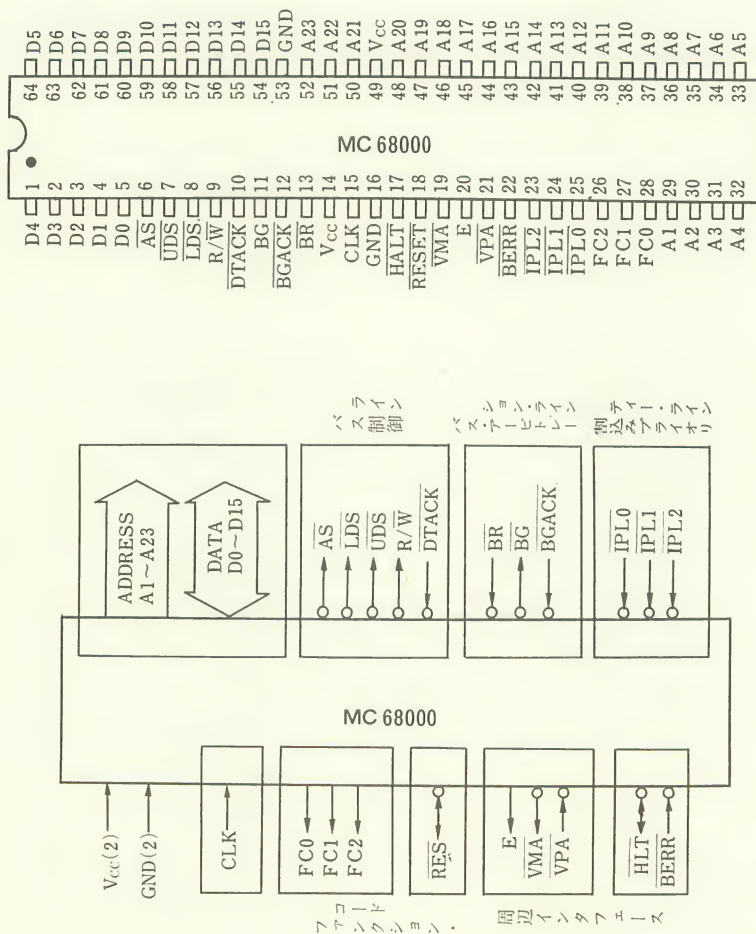 D5 D6 D7 D8 D9 D10 D11 D12 D13 D14 D15 GND A23 A22 A21 Vcc A20 A19 A18 A17 A16 A15 A14 A13 A12 A11 A10 A9 A8 A7 A6 A5
64 63 62 61 60 59 58 57 56 55 54 53 52 51 50 49 48 47 46 45 44 43 42 41 40 39 38 37 36 35 34 33
MC 68000
1 2 3 4 5 6 7 8 9 10 11 12 13 14 15 16 17 18 19 20 21 22 23 24 25 26 27 28 29 30 31 32
D4 D3 D2 D1 D0 AS UDS LDS R/W DTACK BG BGACK BR Vcc CLK GND HALT RESET VMA E VPA BERR IPL2 IPL1 IPL0 FC2 FC1 FC0 A1 A2 A3 A4
ADDRESS
A1~A23
DATA
D0~D15
バス制御
ライン
AS
LDS
UDS
R/W
DTACK
バス・アービトレー
ション・ライン
BR
BG
BGACK
割込みプライオリ
ティー・ライン
IPL0
IPL1
IPL2
MC 68000
Vcc(2)
GND(2)
CLK
FC0
FC1
FC2
ファンクション・
コード
RES
E
VMA
VPA
周辺インタフェース
HLT
BERR